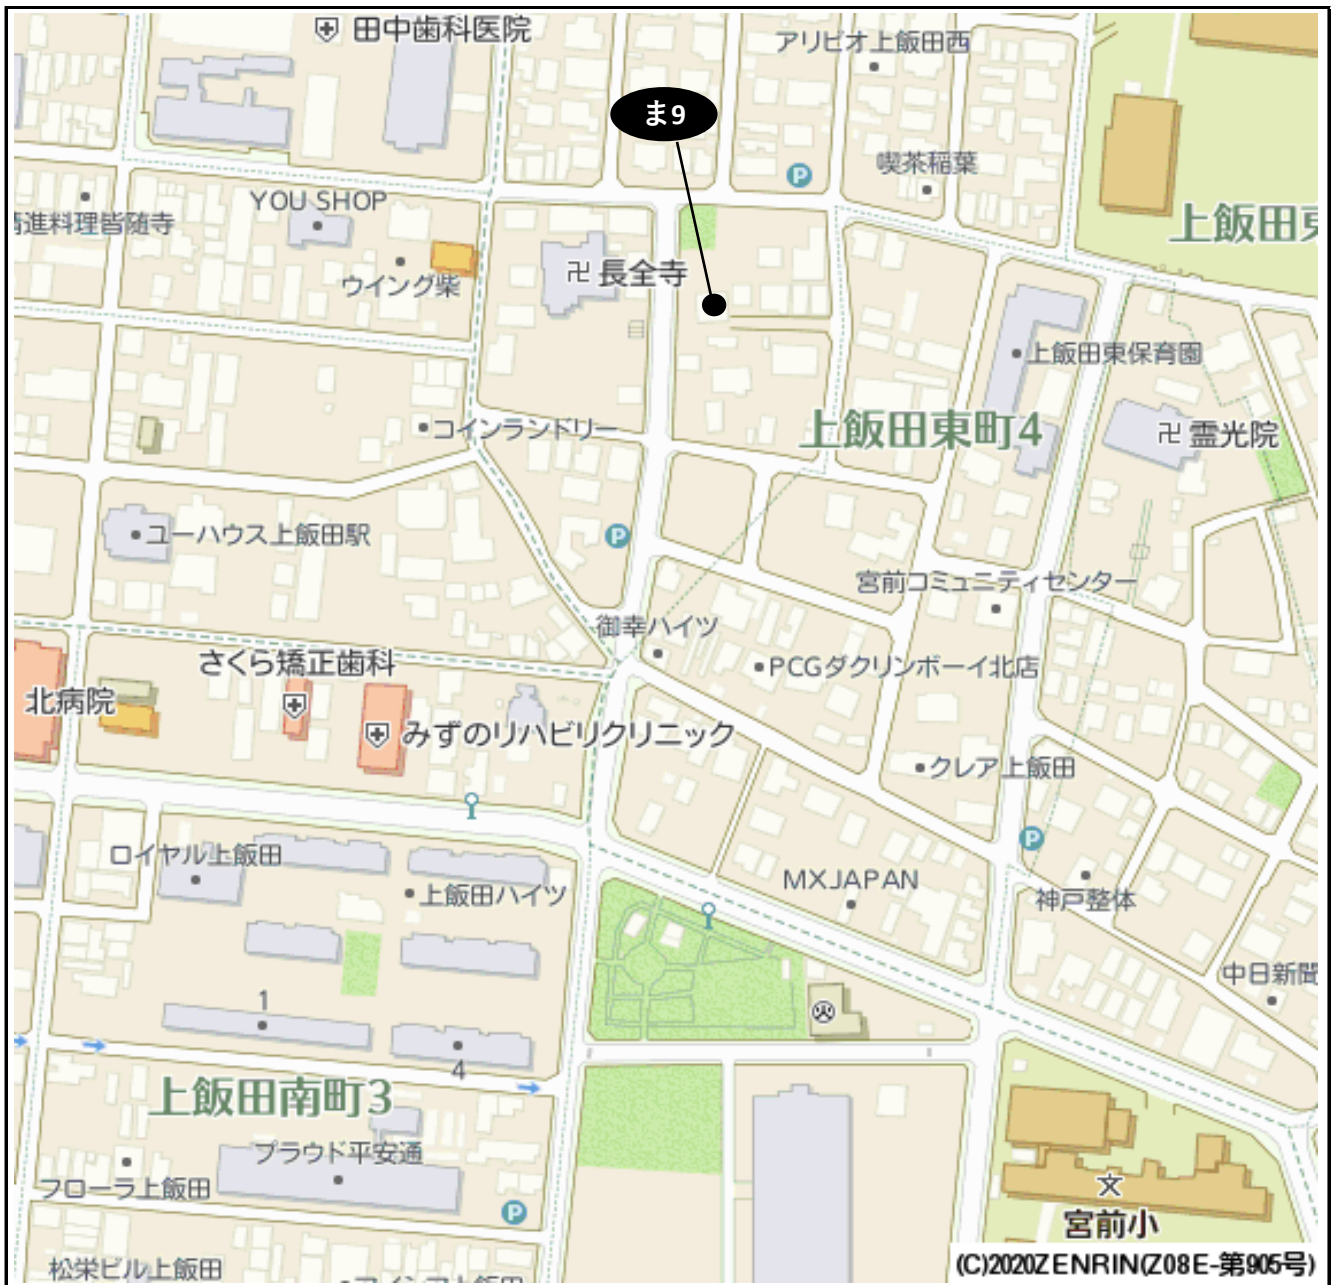 田中歯科医院
アリビオ上飯田西
ま9
P
喫茶稲葉
YOU SHOP
進料理皆随寺
上飯田東
卍 長全寺
ウイング柴
上飯田東保育園
コインランドリー
上飯田東町4
卍 霊光院
ユーハウス上飯田駅
P
宮前コミュニティセンター
御幸ハイツ
さくら矯正歯科
PCGダクリンボーイ北店
北病院
みずのリハビリクリニック
クレア上飯田
P
ロイヤル上飯田
上飯田ハイツ
MXJAPAN
神戸整体
中日新聞
1
4
上飯田南町3
プラウド平安通
フローラ上飯田
P
文
宮前小
松栄ビル上飯田
(C)2020ZENRIN(Z08E-第905号)